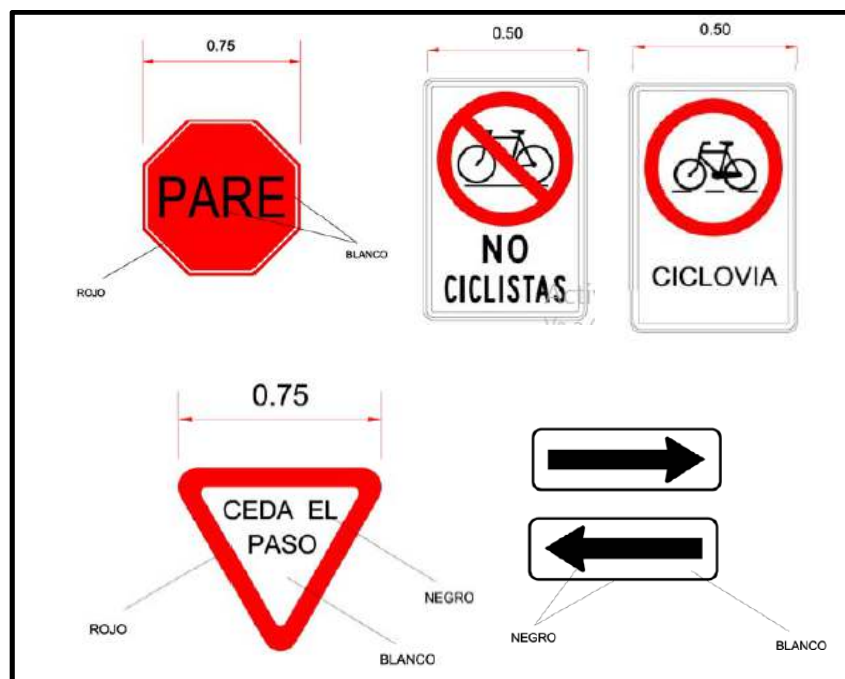 0.75
0.50
0.50
PARE
BLANCO
ROJO
NO
CICLISTAS
CICLOVIA
0.75
CEDA EL
PASO
NEGRO
ROJO
BLANCO
NEGRO
BLANCO